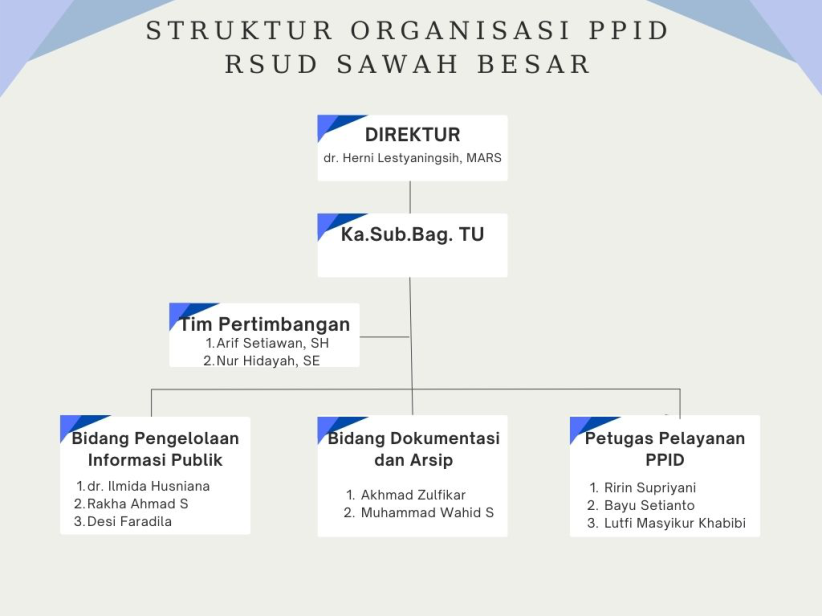 STRUKTUR ORGANISASI PPID
RSUD SAWAH BESAR
DIREKTUR
dr. Herni Lestyaningsih, MARS
Ka.Sub.Bag. TU
Tim Pertimbangan
1.Arif Setiawan, SH
2.Nur Hidayah, SE
Bidang Pengelolaan
Informasi Publik
1.dr. Ilmida Husniana
2.Rakha Ahmad S
3.Desi Faradila
Bidang Dokumentasi
dan Arsip
1. Akhmad Zulfikar
2. Muhammad Wahid S
Petugas Pelayanan
PPID
1. Ririn Supriyani
2. Bayu Setianto
3. Lutfi Masyikur Khabibi